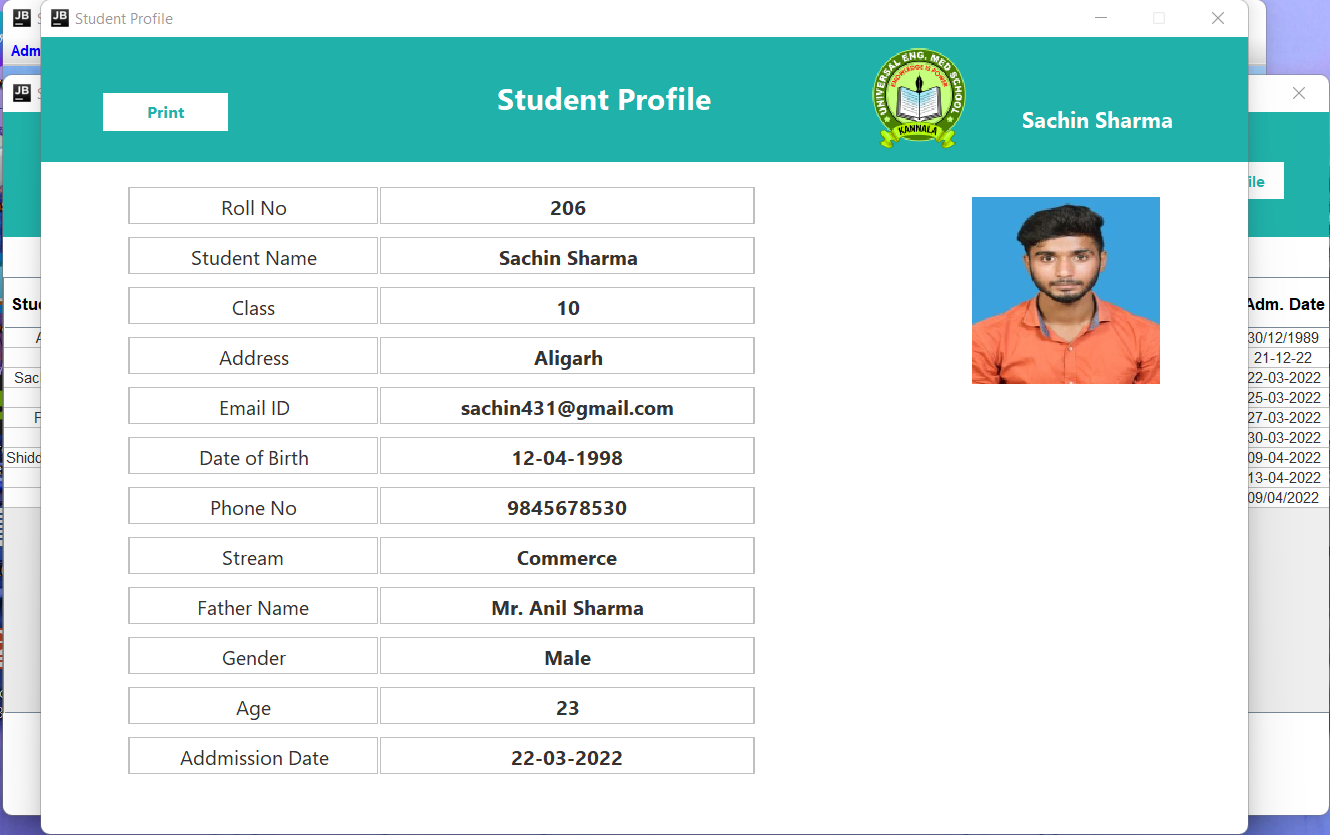 Student Profile
Adm
Print
Student Profile
UNIVERSAL ENG. MED SCHOOL
KNOWLEDGE IS POWER
KANNALA
Sachin Sharma
ile
Roll No 206
Student Name Sachin Sharma
Class 10
Address Aligarh
Email ID sachin431@gmail.com
Date of Birth 12-04-1998
Phone No 9845678530
Stream Commerce
Father Name Mr. Anil Sharma
Gender Male
Age 23
Addmission Date 22-03-2022
Stu
A
Sac
F
Shidd
Adm. Date
30/12/1989
21-12-22
22-03-2022
25-03-2022
27-03-2022
30-03-2022
09-04-2022
13-04-2022
09/04/2022
JB
JB
JB